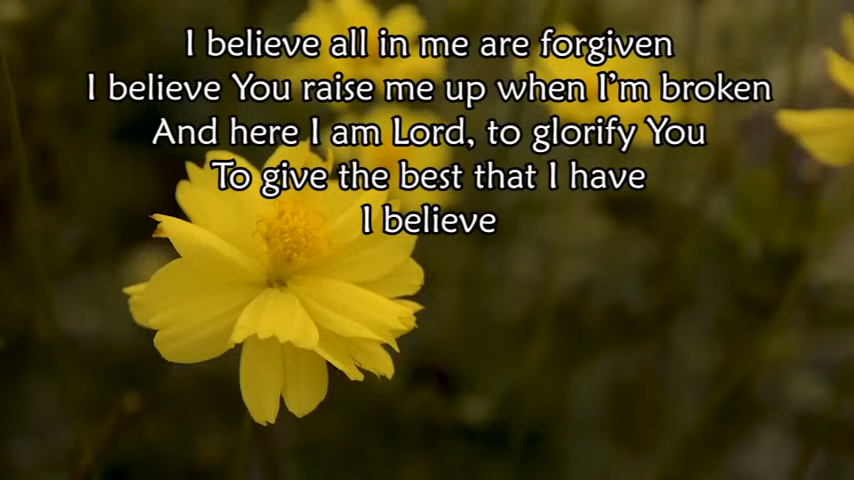 I believe all in me are forgiven
I believe You raise me up when I'm broken
And here I am Lord, to glorify You
To give the best that I have
I believe